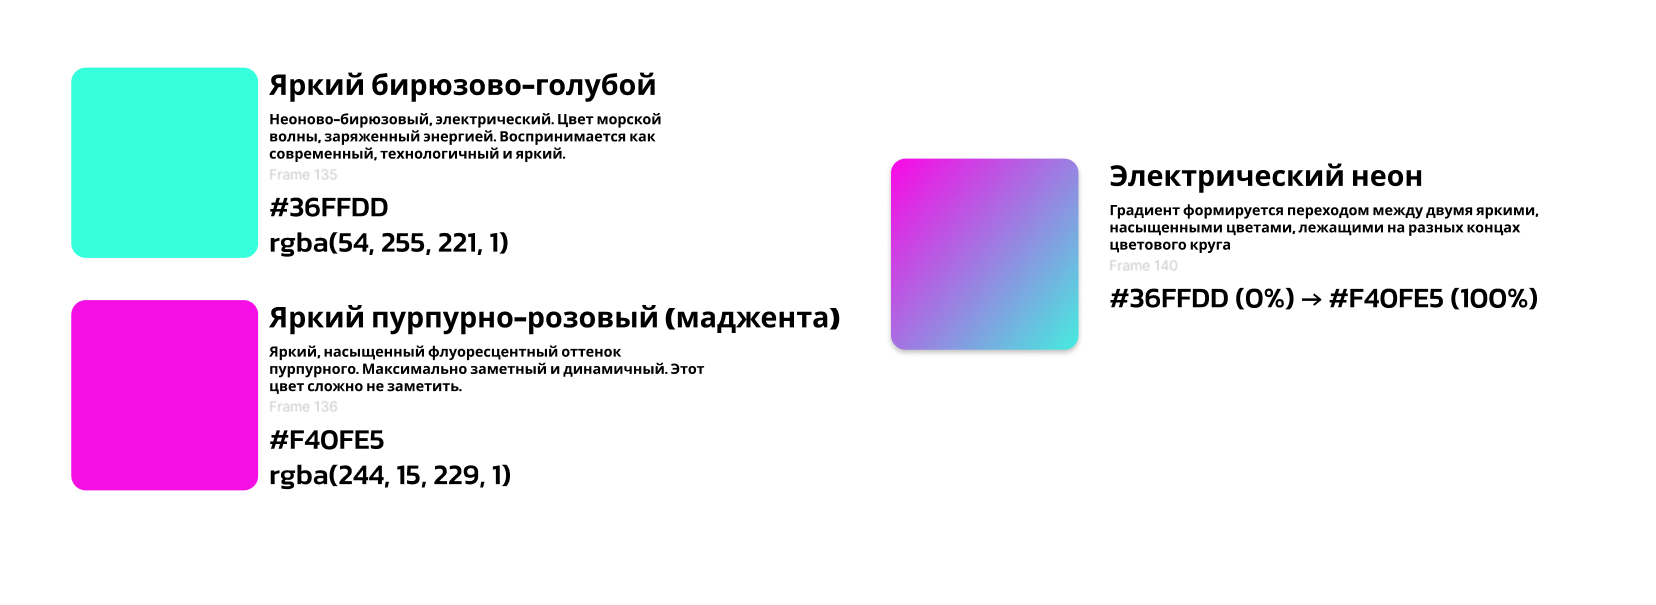 Яркий бирюзово-голубой
Неоново-бирюзовый, электрический. Цвет морской
волны, заряженный энергией. Воспринимается как
современный, технологичный и яркий.
Frame 135
#36FFDD
rgba(54, 255, 221, 1)
Яркий пурпурно-розовый (маджента)
Яркий, насыщенный флуоресцентный оттенок
пурпурного. Максимально заметный и динамичный. Этот
цвет сложно не заметить.
Frame 136
#F40FE5
rgba(244, 15, 229, 1)
Электрический неон
Градиент формируется переходом между двумя яркими,
насыщенными цветами, лежащими на разных концах
цветового круга
Frame 140
#36FFDD (0%) → #F40FE5 (100%)